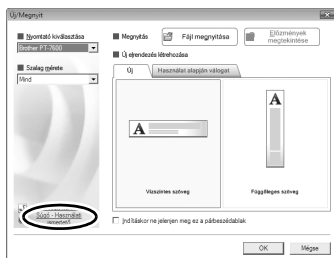 Új/Megnyit
Nyomtató kiválasztása
Brother PT-7600
Szalag mérete
Mind
Súgó - Használati
ismertető
Megnyitás
Fájl megnyitása
Előzmények
megtekintése
Új elrendezés létrehozása
Új
Használat alapján válogat
A
Vízszintes szöveg
A
Függőleges szöveg
Indításkor ne jelenjen meg ez a párbeszédablak
OK
Mégse